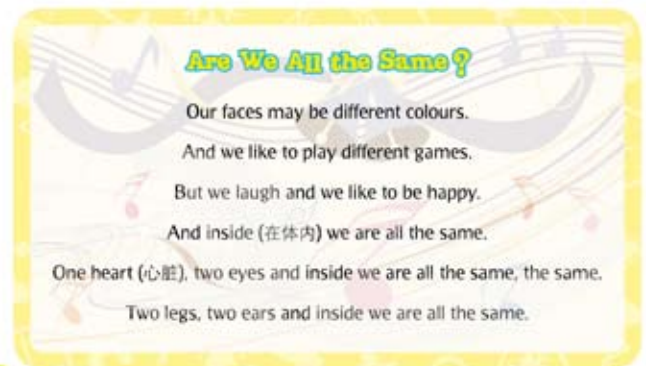 Are We All the Same?
Our faces may be different colours.
And we like to play different games.
But we laugh and we like to be happy.
And inside (在体内) we are all the same.
One heart (心脏), two eyes and inside we are all the same, the same.
Two legs, two ears and inside we are all the same.